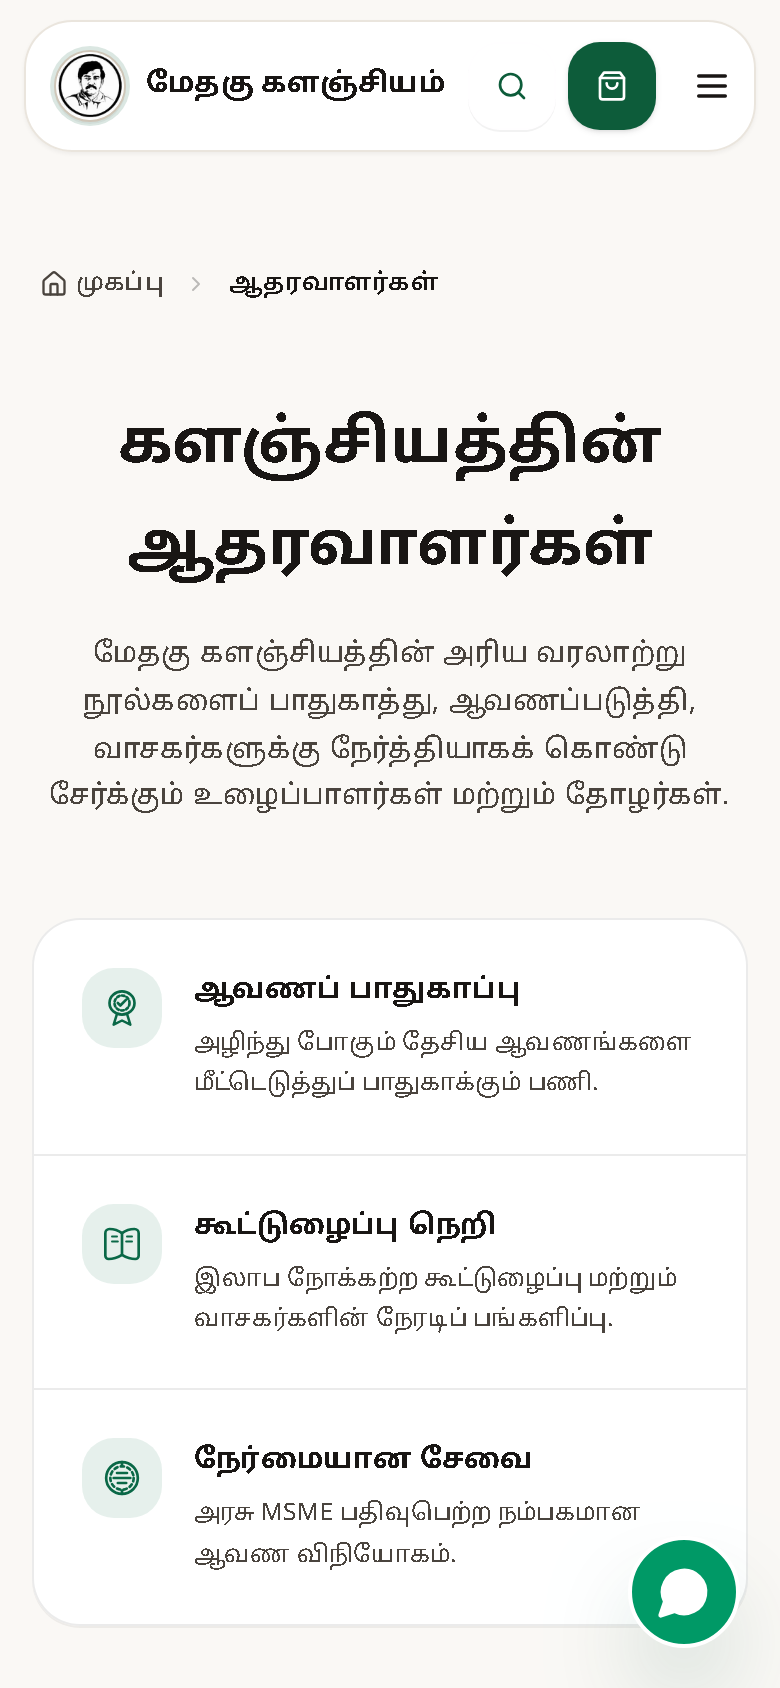 மேதகு களஞ்சியம்
முகப்பு
ஆதரவாளர்கள்
களஞ்சியத்தின்
ஆதரவாளர்கள்
மேதகு களஞ்சியத்தின் அரிய வரலாற்று
நூல்களைப் பாதுகாத்து, ஆவணப்படுத்தி,
வாசகர்களுக்கு நேர்த்தியாகக் கொண்டு
சேர்க்கும் உழைப்பாளர்கள் மற்றும் தோழர்கள்.
ஆவணப் பாதுகாப்பு
அழிந்து போகும் தேசிய ஆவணங்களை
மீட்டெடுத்துப் பாதுகாக்கும் பணி.
கூட்டுழைப்பு நெறி
இலாப நோக்கற்ற கூட்டுழைப்பு மற்றும்
வாசகர்களின் நேரடிப் பங்களிப்பு.
நேர்மையான சேவை
அரசு MSME பதிவுபெற்ற நம்பகமான
ஆவண விநியோகம்.